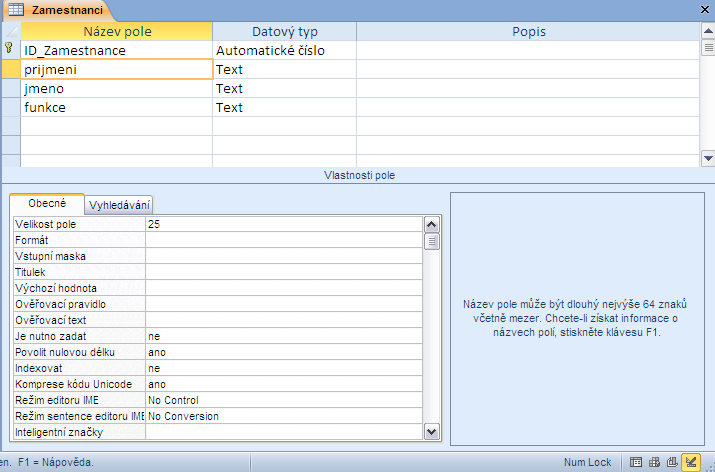 Zamestnanci
Název pole Datový typ Popis
ID_Zamestnance Automatické číslo
prijmeni Text
jmeno Text
funkce Text
Vlastnosti pole
Obecné Vyhledávání
Velikost pole 25
Formát
Vstupní maska
Titulek
Výchozí hodnota
Ověřovací pravidlo
Ověřovací text
Je nutno zadat ne
Povolit nulovou délku ano
Indexovat ne
Komprese kódu Unicode ano
Režim editoru IME No Control
Režim sentence editoru IME No Conversion
Inteligentní značky
Název pole může být dlouhý nejvýše 64 znaků
včetně mezer. Chcete-li získat informace o
názvech polí, stiskněte klávesu F1.
en. F1 = Nápověda. Num Lock